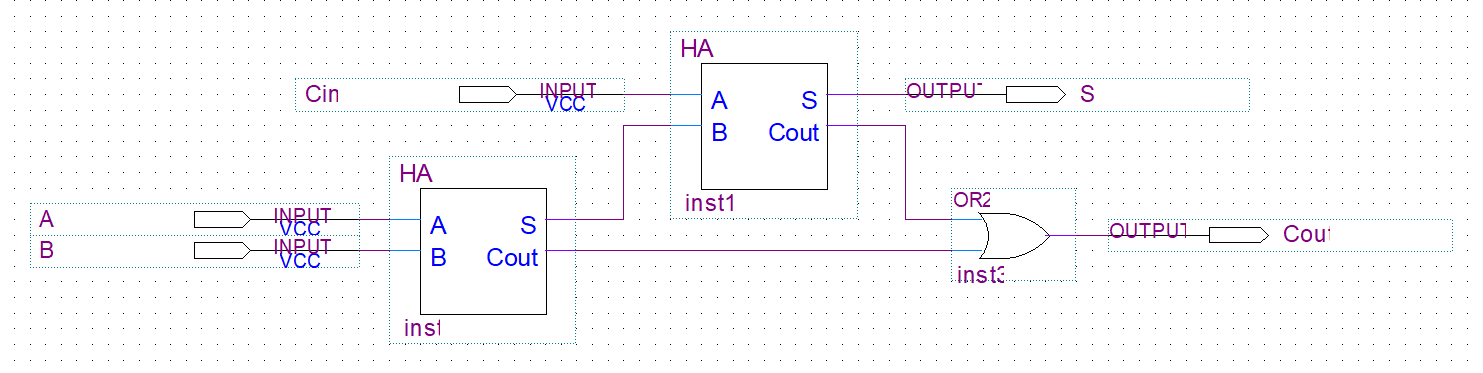 HA
Cin INPUT VCC A S OUTPUT S
B Cout
HA
inst1
OR2
A INPUT VCC A S
OUTPUT Cout
B INPUT VCC B Cout
inst3
inst